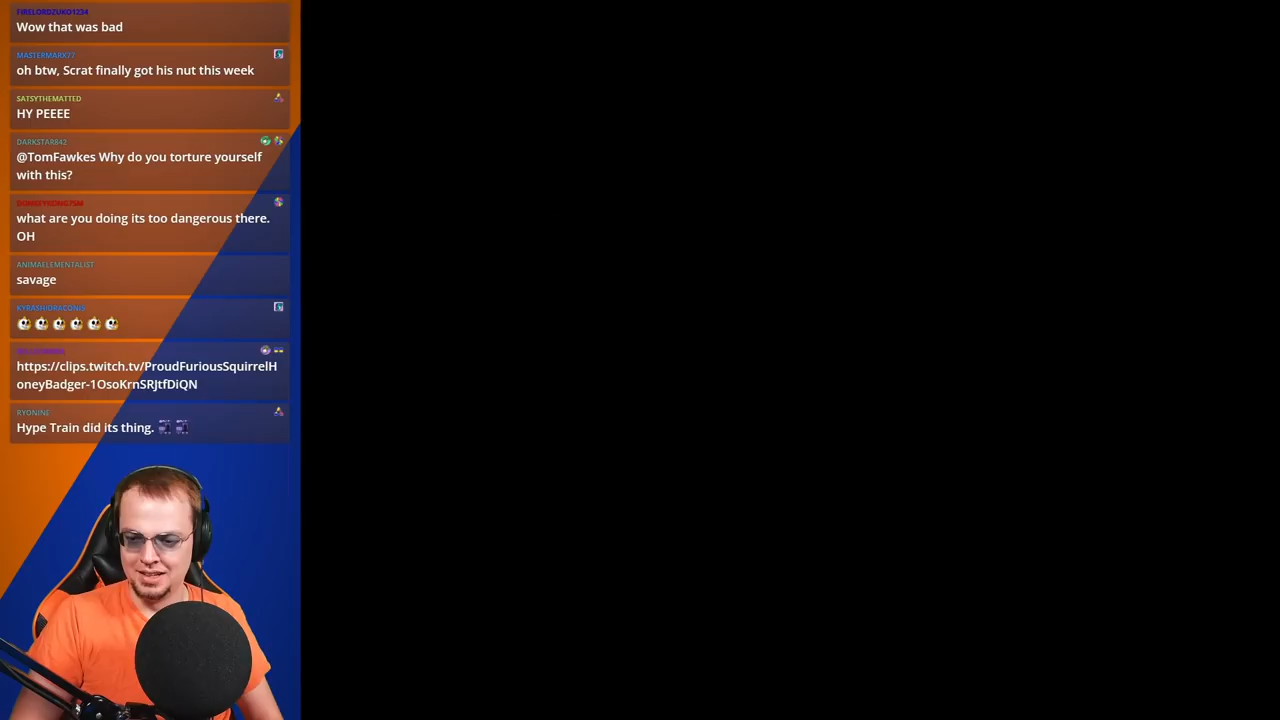 FIRELORDZUKO1234
Wow that was bad
MASTERMARK77
oh btw, Scrat finally got his nut this week
SATSYTHEMATTED
HY PEEEE
DARKSTAR842
@TomFawkes Why do you torture yourself
with this?
what are you doing its too dangerous there.
OH
ANIMAELEMENTALIST
savage
https://clips.twitch.tv/ProudFuriousSquirrelH
oneyBadger-1OsoKrnSRJtfDiQN
RYONINE
Hype Train did its thing.